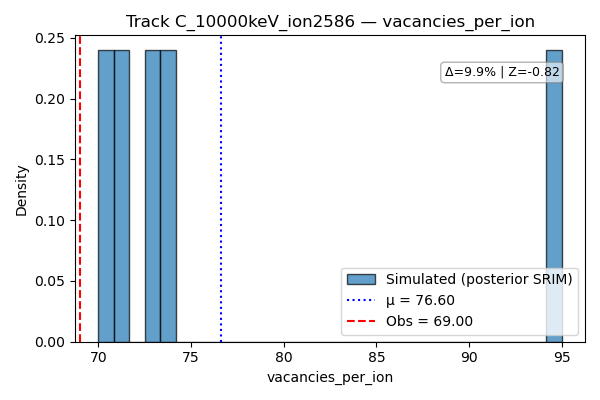 Track C_10000keV_ion2586 — vacancies_per_ion
Δ=9.9% | Z=-0.82
0.25
0.20
0.15
0.10
0.05
0.00
Density
Simulated (posterior SRIM)
μ = 76.60
Obs = 69.00
70 75 80 85 90 95
vacancies_per_ion